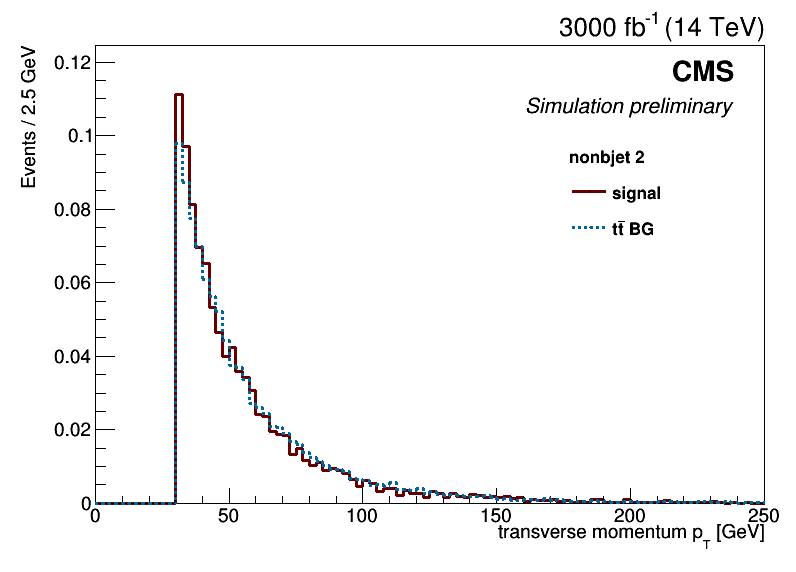 3000 fb⁻¹ (14 TeV)
Events / 2.5 GeV
0.12
0.1
0.08
0.06
0.04
0.02
0
CMS
Simulation preliminary
nonbjet 2
signal
tt̄ BG
0 50 100 150 200 250
transverse momentum p_T [GeV]